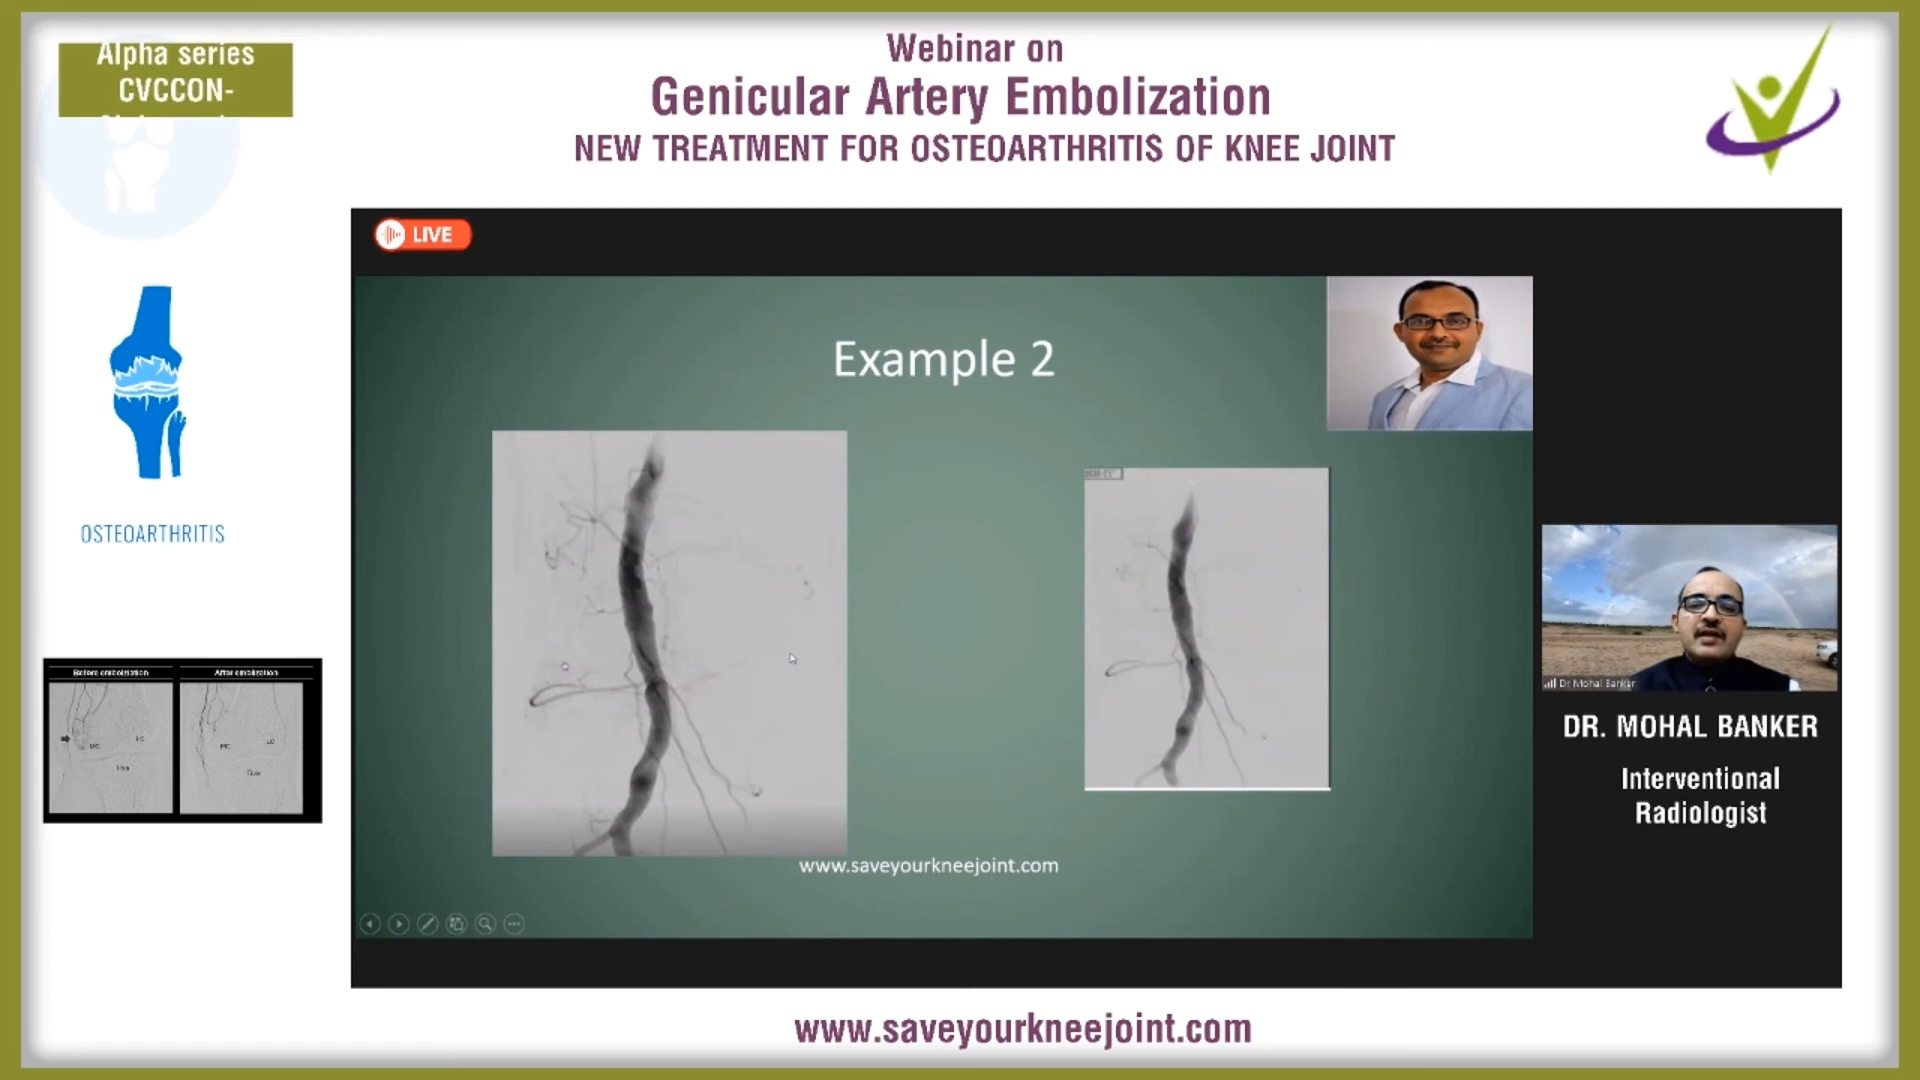 Alpha series
CVCCON-
Webinar on
Genicular Artery Embolization
NEW TREATMENT FOR OSTEOARTHRITIS OF KNEE JOINT
LIVE
Example 2
www.saveyourkneejoint.com
OSTEOARTHRITIS
Before embolization
After embolization
Dr Mohal Banker
DR. MOHAL BANKER
Interventional
Radiologist
www.saveyourkneejoint.com